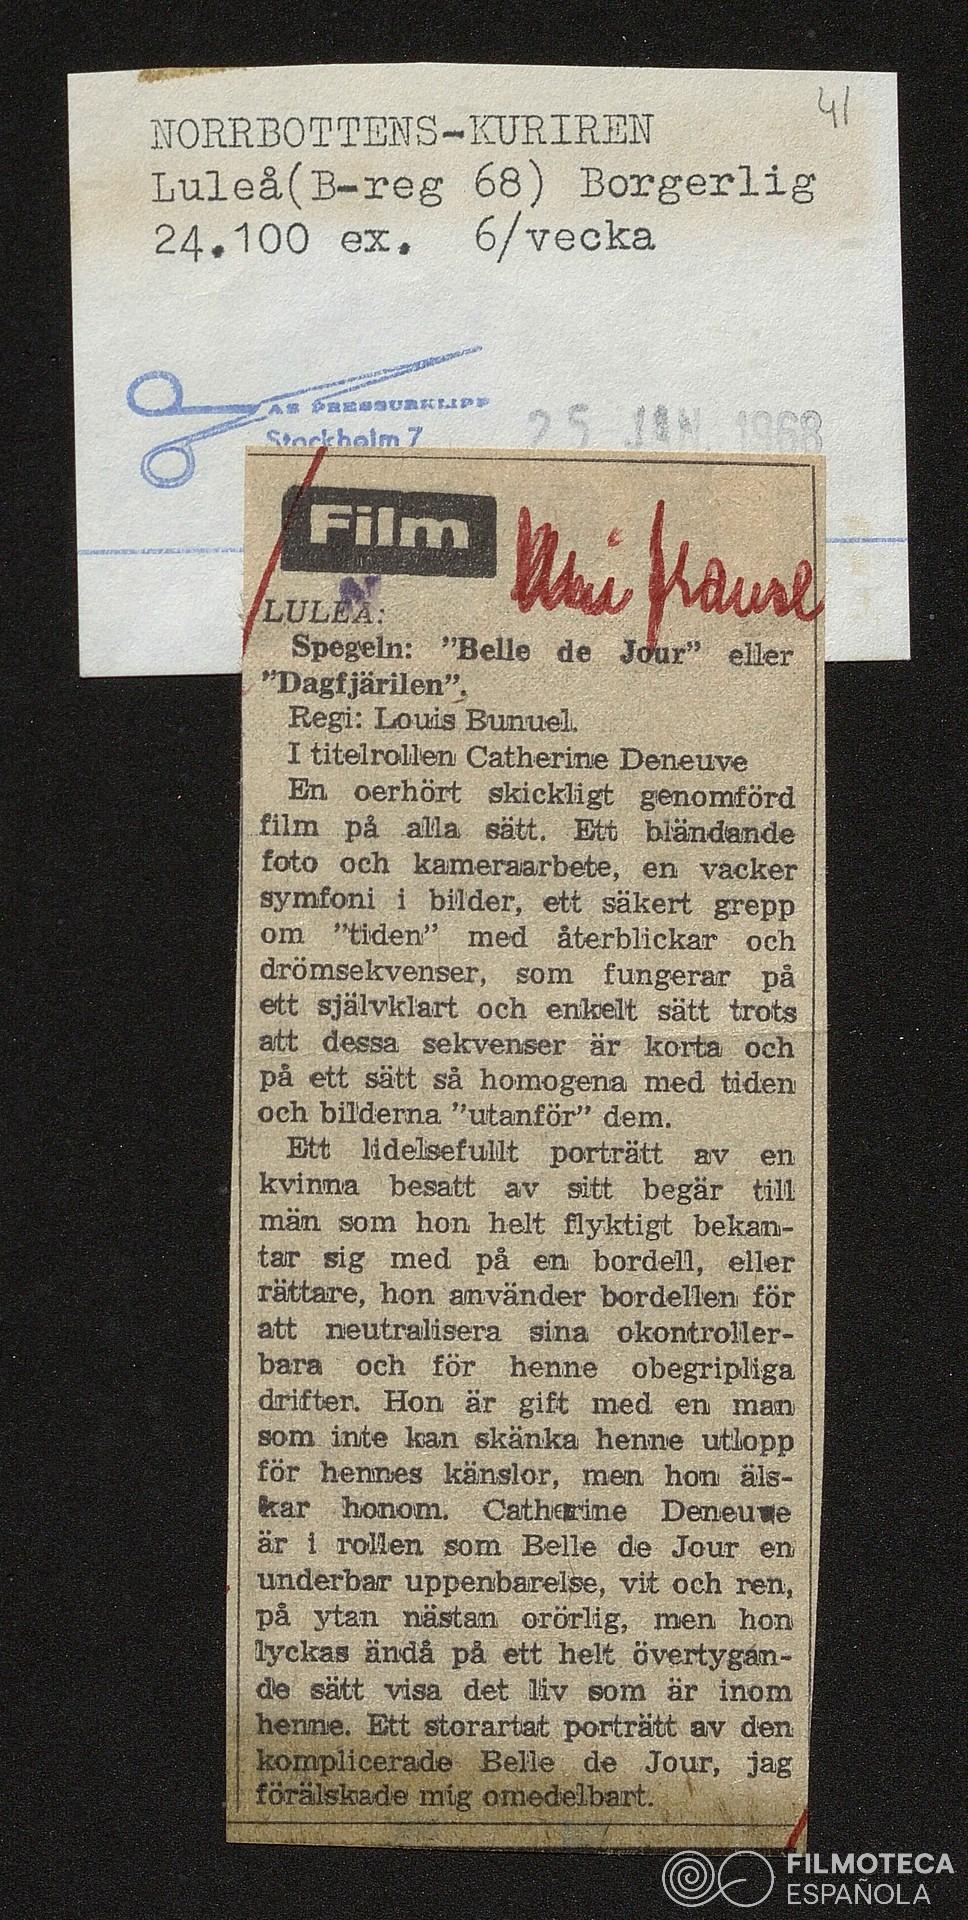 41
NORRBOTTENS-KURIREN
Luleå(B-reg 68) Borgerlig
24.100 ex. 6/vecka
AB PRESSURKLIPP
Stockholm 7
25 JAN. 1968
Film
N
LULEÅ:
Spegeln: ”Belle de Jour” eller
”Dagfjärilen”.
Regi: Louis Bunuel.
I titelrollen Catherine Deneuve
En oerhört skickligt genomförd
film på alla sätt. Ett bländande
foto och kameraarbete, en vacker
symfoni i bilder, ett säkert grepp
om ”tiden” med återblickar och
drömsekvenser, som fungerar på
ett självklart och enkelt sätt trots
att dessa sekvenser är korta och
på ett sätt så homogena med tiden
och bilderna ”utanför” dem.
Ett lidelsefullt porträtt av en
kvinna besatt av sitt begär till
män som hon helt flyktigt bekan-
tar sig med på en bordell, eller
rättare, hon använder bordellen för
att neutralisera sina okontroller-
bara och för henne obegripliga
drifter. Hon är gift med en man
som inte kan skänka henne utlopp
för hennes känslor, men hon äls-
kar honom. Catherine Deneuve
är i rollen som Belle de Jour en
underbar uppenbarelse, vit och ren,
på ytan nästan orörlig, men hon
lyckas ändå på ett helt övertygan-
de sätt visa det liv som är inom
henne. Ett storartat porträtt av den
komplicerade Belle de Jour, jag
förälskade mig omedelbart.
FILMOTECA
ESPAÑOLA